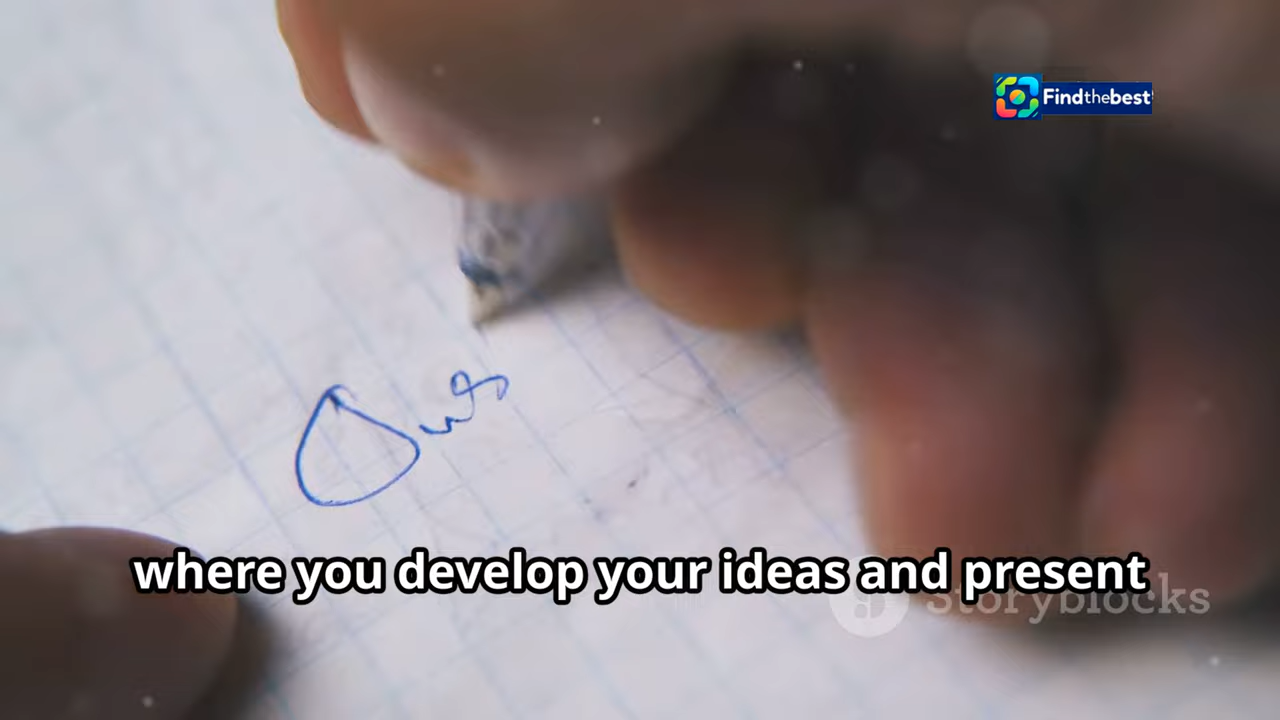 Findthebest
where you develop your ideas and present
Storyblocks